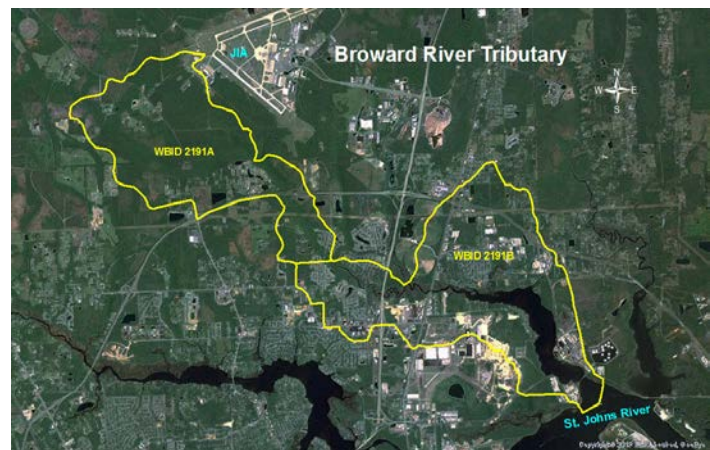 JIA
Broward River Tributary
N
W E
S
WBID 2191A
WBID 2191B
St. Johns River